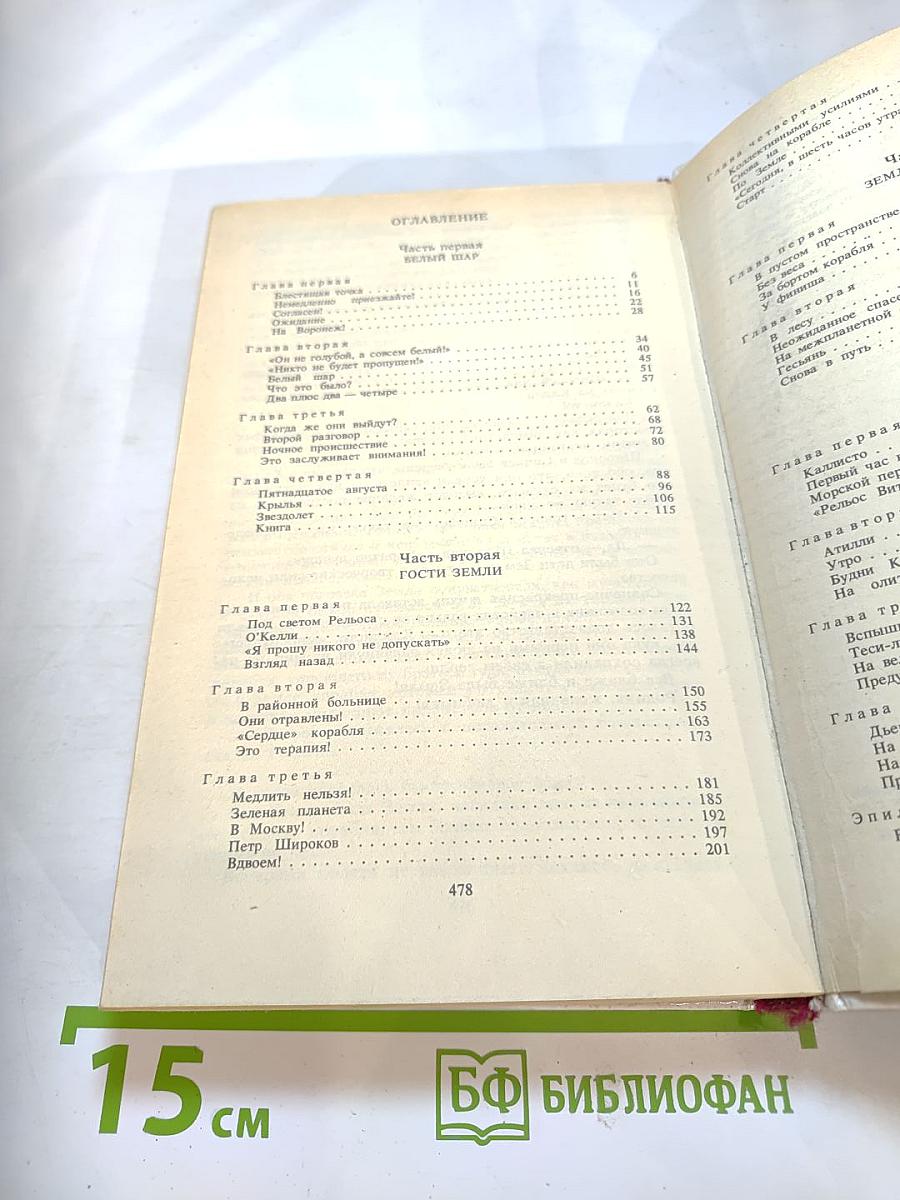 ОГЛАВЛЕНИЕ
Часть первая
БЕЛЫЙ ШАР
Глава первая
Блестящая точка . . . 6
Немедленно приезжайте! . . . 11
Согласен! . . . 16
Ожидание . . . 22
На Воронеж! . . . 28
Глава вторая
«Он не голубой, а совсем белый!» . . . 34
«Никто не будет пропущен!» . . . 40
Белый шар . . . 45
Что это было? . . . 51
Два плюс два — четыре . . . 57
Глава третья
Когда же они выйдут? . . . 62
Второй разговор . . . 68
Ночное происшествие . . . 72
Это заслуживает внимания! . . . 80
Глава четвертая
Пятнадцатое августа . . . 88
Крылья . . . 96
Звездолет . . . 106
Книга . . . 115
Часть вторая
ГОСТИ ЗЕМЛИ
Глава первая
Под светом Рельоса . . . 122
О'Келли . . . 131
«Я прошу никого не допускать» . . . 138
Взгляд назад . . . 144
Глава вторая
В районной больнице . . . 150
Они отравлены! . . . 155
«Сердце» корабля . . . 163
Это терапия! . . . 173
Глава третья
Медлить нельзя! . . . 181
Зеленая планета . . . 185
В Москву! . . . 192
Петр Широков . . . 197
Вдвоем! . . . 201
478
Глава четвертая
Коллективными усилиями . . .
Снова на корабле . . .
По Земле . . .
«Сегодня, в шесть часов
Старт . . .
Глава первая
В пустом
Без веса . . .
За бортом корабля . . .
У финиша . . .
Глава вторая
В лесу . . .
Неожиданное
На межпланетной
Гесьянь . . .
Снова в путь . . .
Глава первая
Каллисто . . .
Первый час
Морской
«Рельос
Глава
Атилли . . .
Утро . . .
Будни
На
Глава
На
Глава
На
На
15 см
БФ БИБЛИОФАН